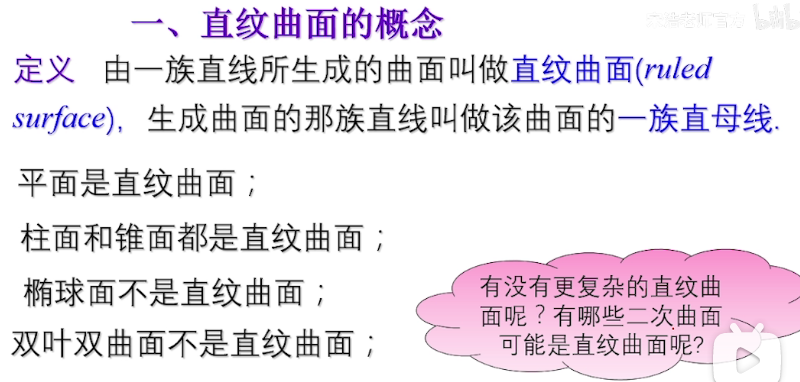 一、直纹曲面的概念
定义 由一族直线所生成的曲面叫做直纹曲面(ruled
surface)，生成曲面的那族直线叫做该曲面的一族直母线.
平面是直纹曲面；
柱面和锥面都是直纹曲面；
椭球面不是直纹曲面；
双叶双曲面不是直纹曲面；
有没有更复杂的直纹曲
面呢？有哪些二次曲面
可能是直纹曲面呢?